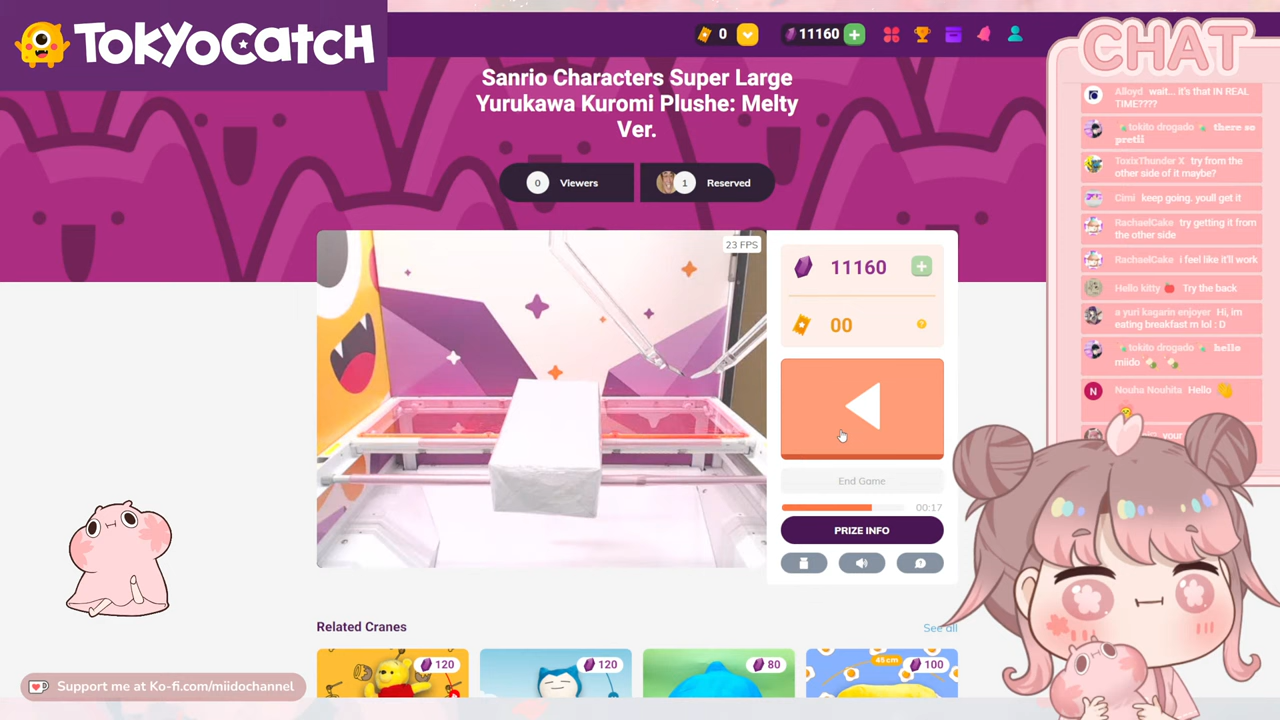 TOKYOCATCH
0
11160
Sanrio Characters Super Large
Yurukawa Kuromi Plushe: Melty
Ver.
0
Viewers
1
Reserved
23 FPS
11160
00
?
End Game
00:17
PRIZE INFO
Related Cranes
See all
120
120
80
45 cm
100
Support me at Ko-fi.com/miidochannel
CHAT
Alloyd wait... it's that IN REAL
TIME????
tokito drogado there so
pretii
ToxisThunder X try from the
other side of it maybe?
Cimi keep going. youll get it
RachaelCake try getting it from
the other side
RachaelCake i feel like it'll work
Hello kitty Try the back
a yuri kagarin enjoyer Hi, im
eating breakfast rn lol : D
tokito drogado hello
miido
N
Nouha Nouhita Hello